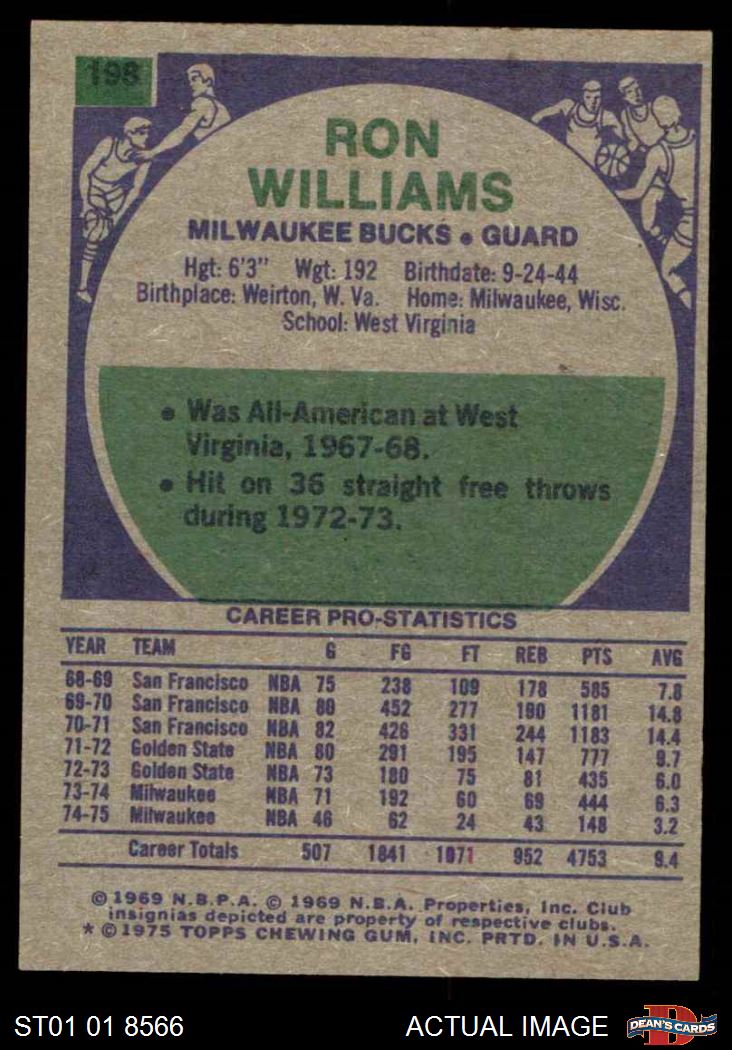 198
RON
WILLIAMS
MILWAUKEE BUCKS • GUARD
Hgt: 6'3" Wgt: 192 Birthdate: 9-24-44
Birthplace: Weirton, W. Va. Home: Milwaukee, Wisc.
School: West Virginia
• Was All-American at West
Virginia, 1967-68.
• Hit on 36 straight free throws
during 1972-73.
CAREER PRO-STATISTICS
YEAR TEAM G FG FT REB PTS AVG
68-69 San Francisco NBA 75 238 109 178 585 7.8
69-70 San Francisco NBA 80 452 277 190 1181 14.8
70-71 San Francisco NBA 82 426 331 244 1183 14.4
71-72 Golden State NBA 80 291 195 147 777 9.7
72-73 Golden State NBA 73 180 75 81 435 6.0
73-74 Milwaukee NBA 71 192 60 69 444 6.3
74-75 Milwaukee NBA 46 62 24 43 148 3.2
Career Totals 507 1841 1071 952 4753 9.4
© 1969 N.B.P.A. © 1969 N.B.A. Properties, Inc. Club
insignias depicted are property of respective clubs.
* © 1975 TOPPS CHEWING GUM, INC. PRTD. IN U.S.A.
ST01 01 8566 ACTUAL IMAGE D DEAN'S CARDS